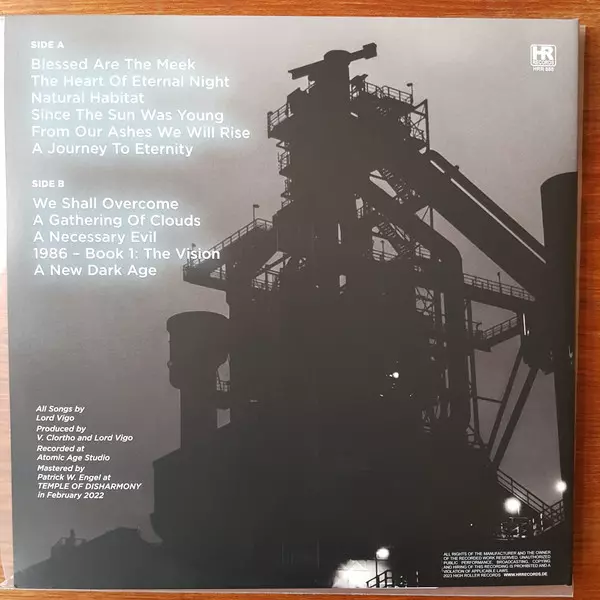 SIDE A
Blessed Are The Meek
The Heart Of Eternal Night
Natural Habitat
Since The Sun Was Young
From Our Ashes We Will Rise
A Journey To Eternity
SIDE B
We Shall Overcome
A Gathering Of Clouds
A Necessary Evil
1986 – Book 1: The Vision
A New Dark Age
All Songs by
Lord Vigo
Produced by
V. Clortho and Lord Vigo
Recorded at
Atomic Age Studio
Mastered by
Patrick W. Engel at
TEMPLE OF DISHARMONY
in February 2022
HR
RECORDS
ALL RIGHTS OF THE MANUFACTURER AND THE OWNER
OF THE RECORDED WORK RESERVED. UNAUTHORIZED
PUBLIC PERFORMANCE, BROADCASTING, COPYING
AND HIRING OF THIS RECORDING IS PROHIBITED AND A
VIOLATION OF APPLICABLE LAWS.
2023 HIGH ROLLER RECORDS WWW.HRRECORDS.DE